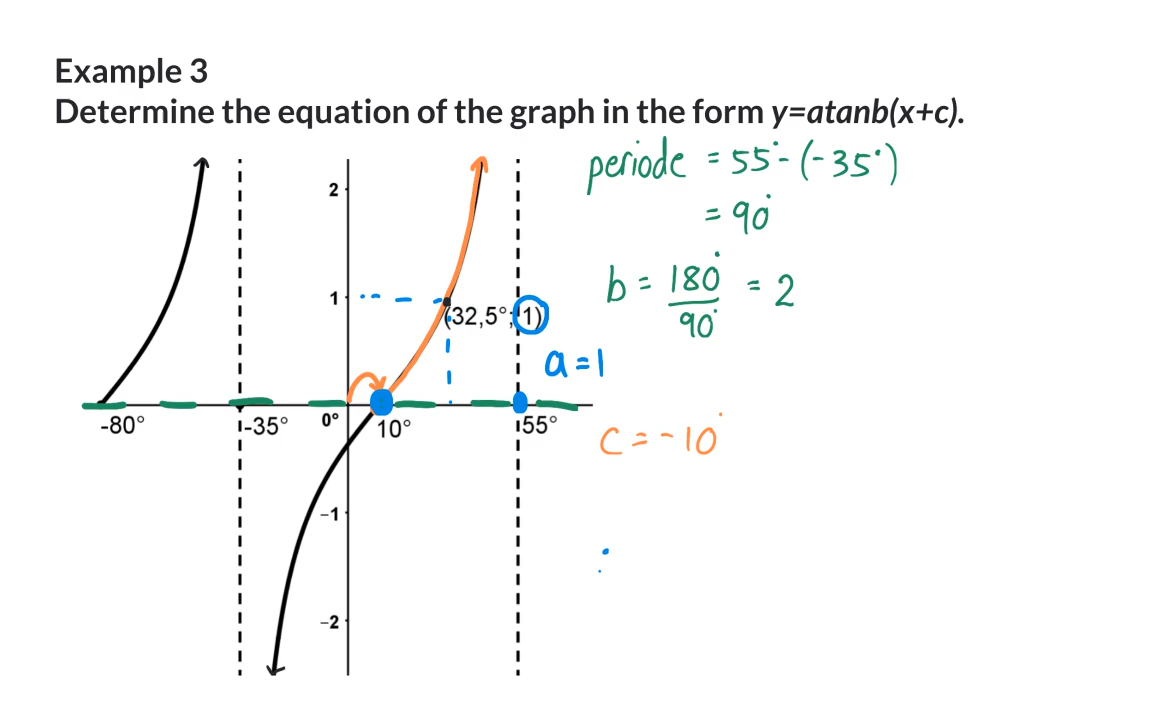 Example 3
Determine the equation of the graph in the form y=atanb(x+c).
periode = 55° - (-35°)
= 90°
b = 180° / 90° = 2
2
1
(32,5°; 1)
a = 1
-80°
-35°
0°
10°
55°
c = -10°
-1
-2